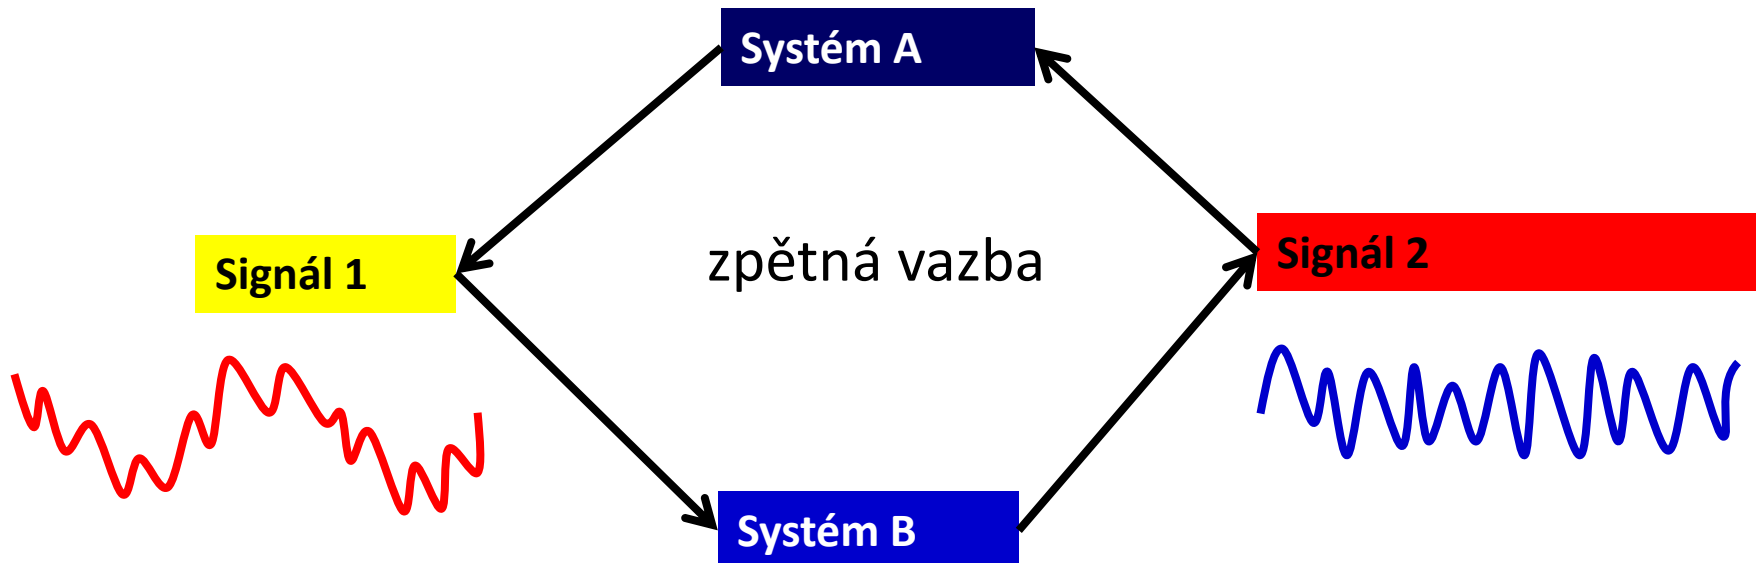 Systém A
zpětná vazba
Signál 2
Signál 1
Systém B